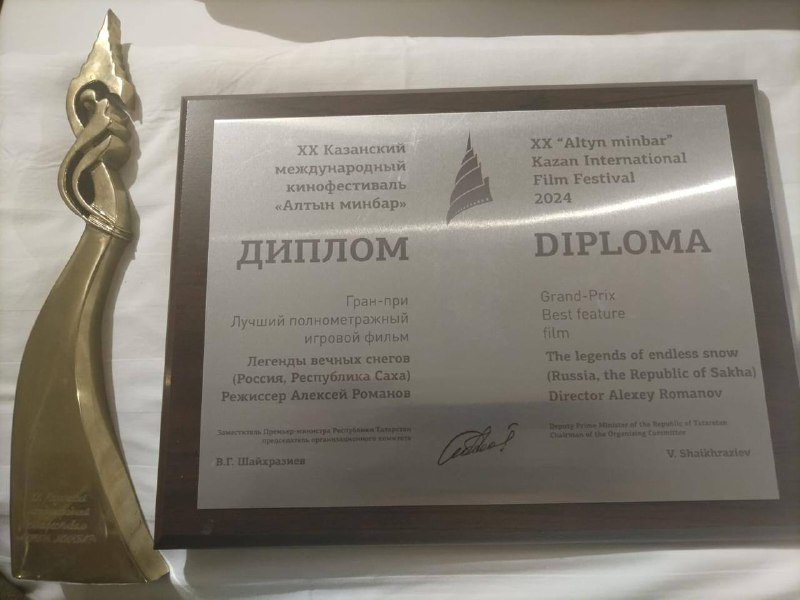 XX Казанский
международный
кинофестиваль
«Алтын минбар»
ДИПЛОМ
Гран-при
Лучший полнометражный
игровой фильм
Легенды вечных снегов
(Россия, Республика Саха)
Режиссер Алексей Романов
Заместитель Премьер-министра Республики Татарстан
председатель организационного комитета
В.Г. Шайхразиев
XX "Altyn minbar"
Kazan International
Film Festival
2024
DIPLOMA
Grand-Prix
Best feature
film
The legends of endless snow
(Russia, the Republic of Sakha)
Director Alexey Romanov
Deputy Prime Minister of the Republic of Tatarstan
Chairman of the Organising Committee
V. Shaikhraziev